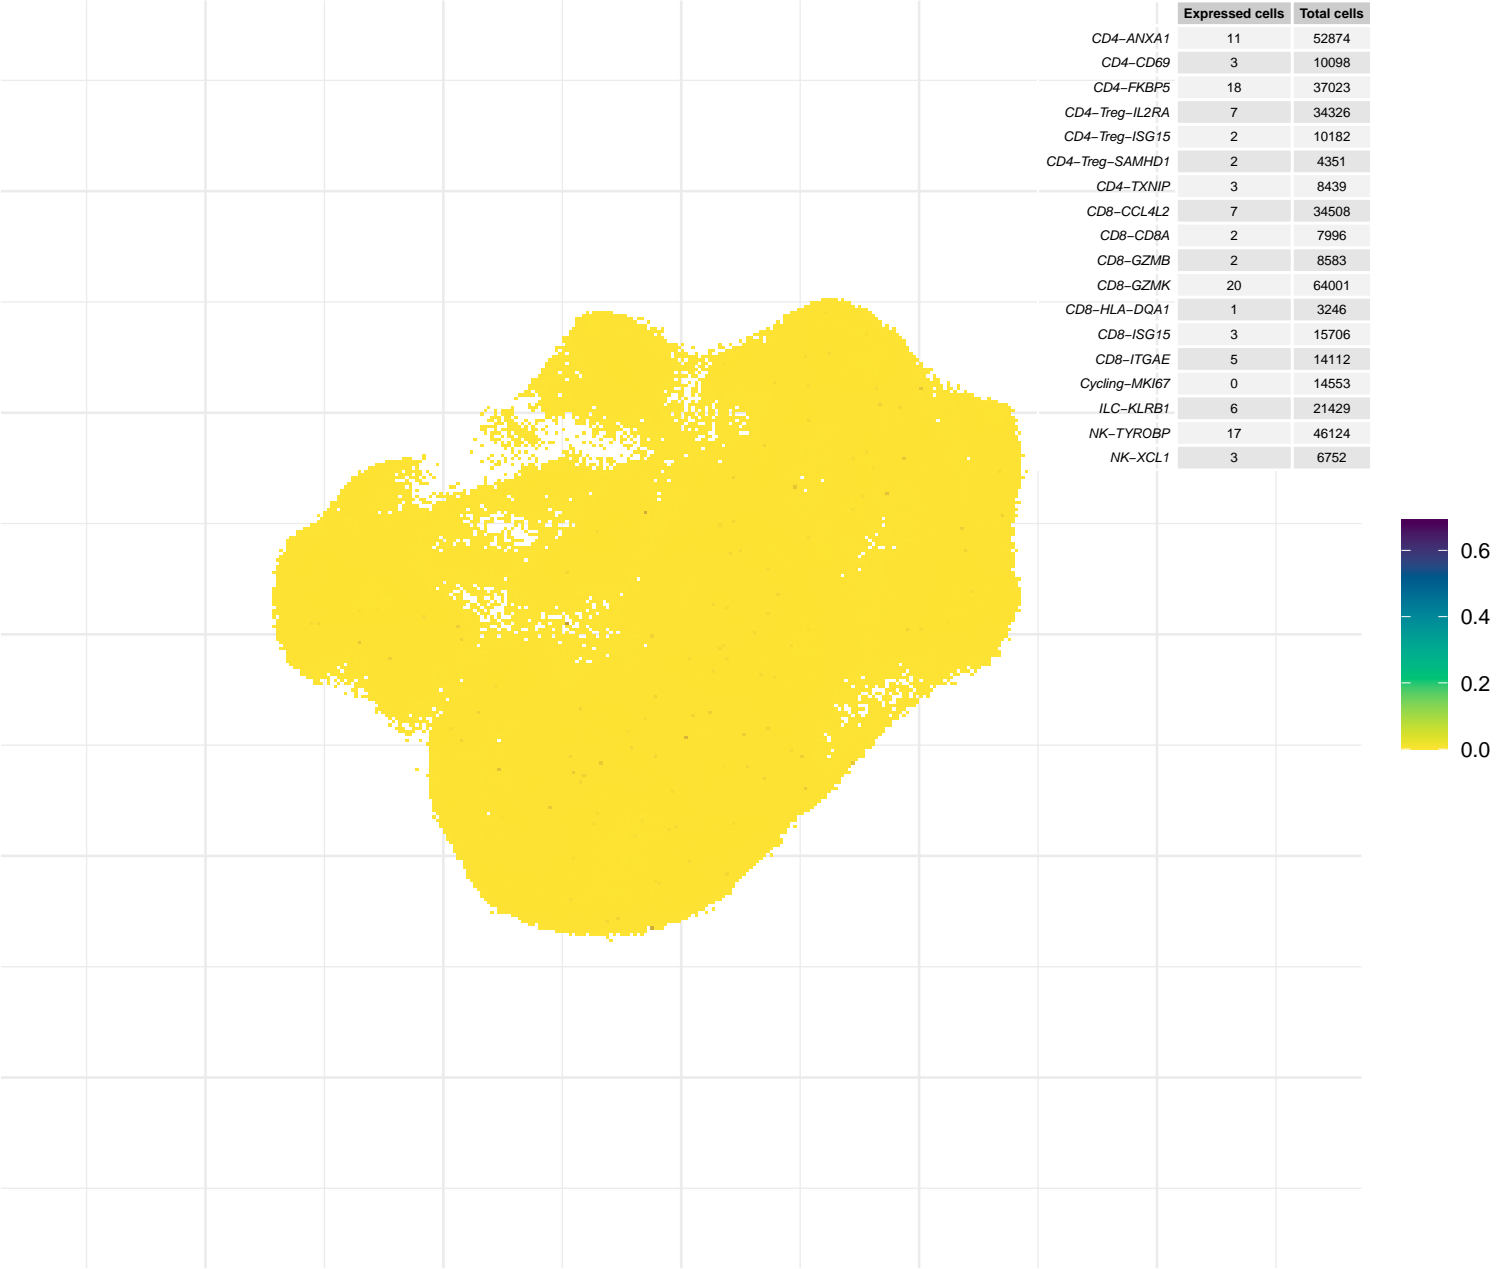 Expressed cells Total cells
CD4−ANXA1 11 52874
CD4−CD69 3 10098
CD4−FKBP5 18 37023
CD4−Treg−IL2RA 7 34326
CD4−Treg−ISG15 2 10182
CD4−Treg−SAMHD1 2 4351
CD4−TXNIP 3 8439
CD8−CCL4L2 7 34508
CD8−CD8A 2 7996
CD8−GZMB 2 8583
CD8−GZMK 20 64001
CD8−HLA−DQA1 1 3246
CD8−ISG15 3 15706
CD8−ITGAE 5 14112
Cycling−MKI67 0 14553
ILC−KLRB1 6 21429
NK−TYROBP 17 46124
NK−XCL1 3 6752
0.6
0.4
0.2
0.0